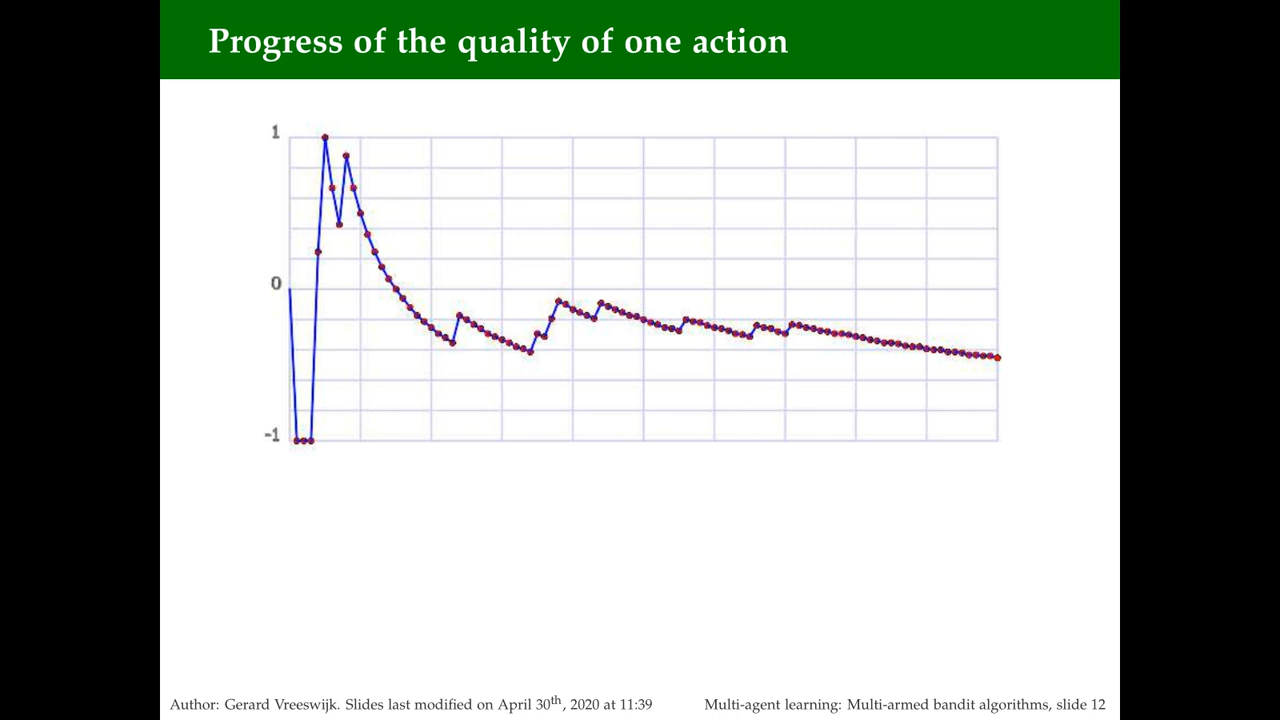 Progress of the quality of one action
1
0
-1
Author: Gerard Vreeswijk. Slides last modified on April 30th, 2020 at 11:39
Multi-agent learning: Multi-armed bandit algorithms, slide 12